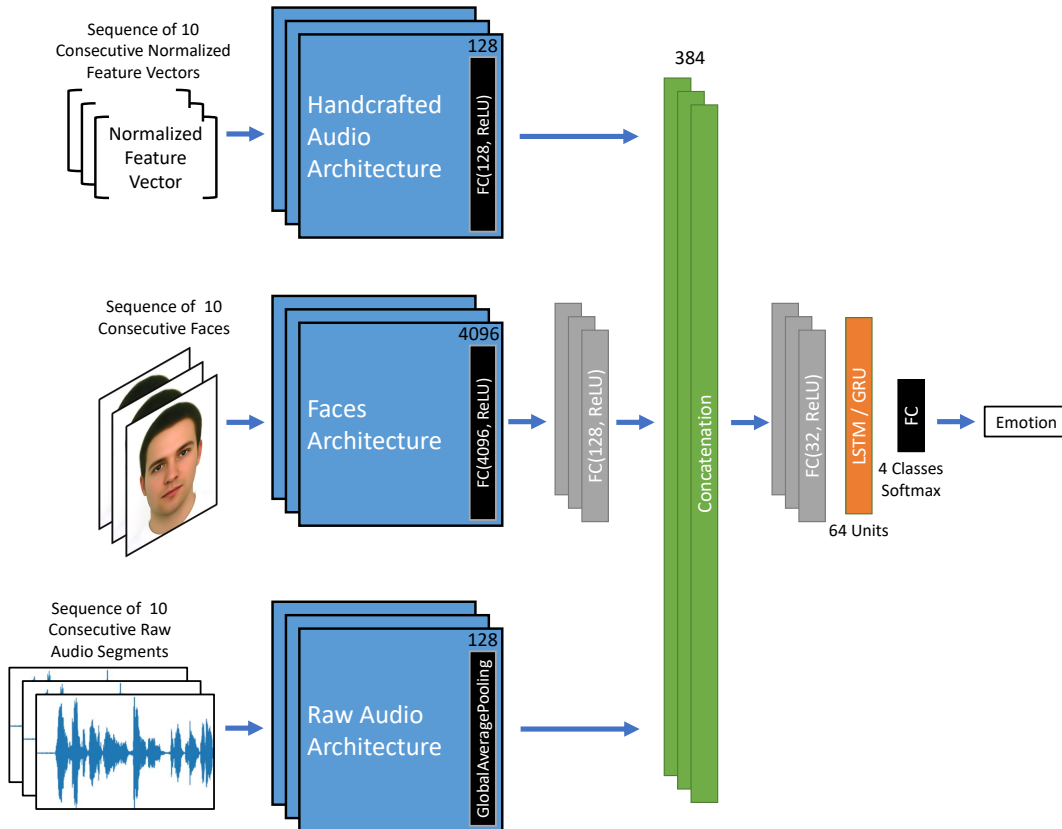 Sequence of 10
Consecutive Normalized
Feature Vectors
Normalized
Feature
Vector
128
Handcrafted
Audio
Architecture
FC(128, ReLU)
384
Sequence of  10
Consecutive Faces
4096
Faces
Architecture
FC(4096, ReLU)
FC(128, ReLU)
Concatenation
FC(32, ReLU)
LSTM / GRU
64 Units
FC
4 Classes
Softmax
Emotion
Sequence of  10
Consecutive Raw
Audio Segments
128
Raw Audio
Architecture
GlobalAveragePooling